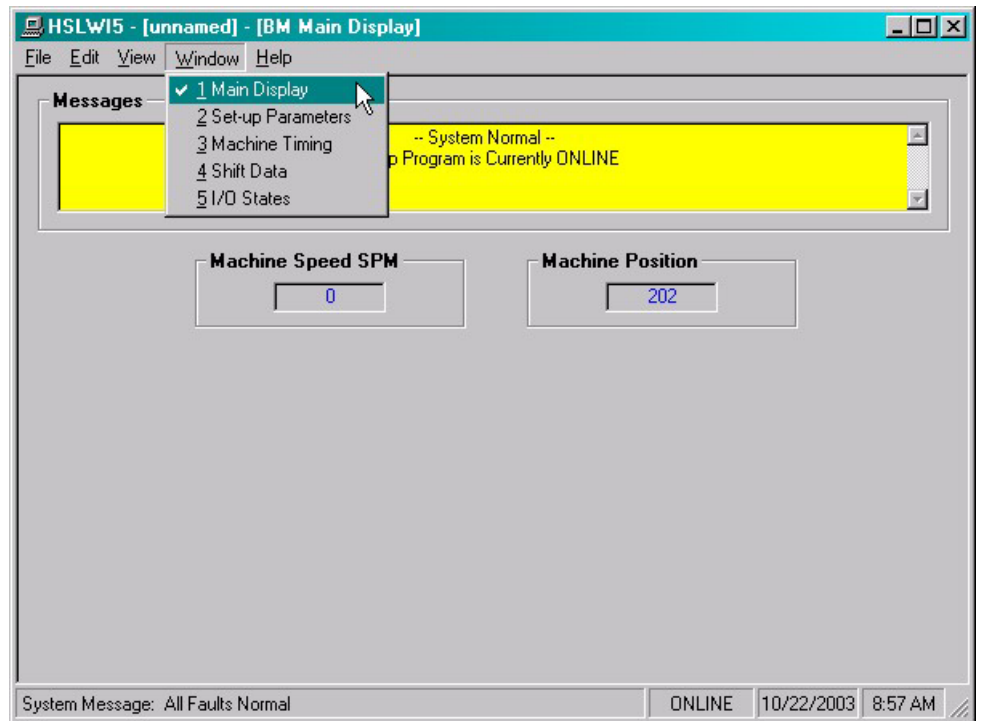 HSLWI5 - [unnamed] - [BM Main Display]
File Edit View Window Help
1 Main Display
2 Set-up Parameters
3 Machine Timing
4 Shift Data
5 I/O States
Messages
-- System Normal --
p Program is Currently ONLINE
Machine Speed SPM
0
Machine Position
202
System Message: All Faults Normal
ONLINE
10/22/2003
8:57 AM